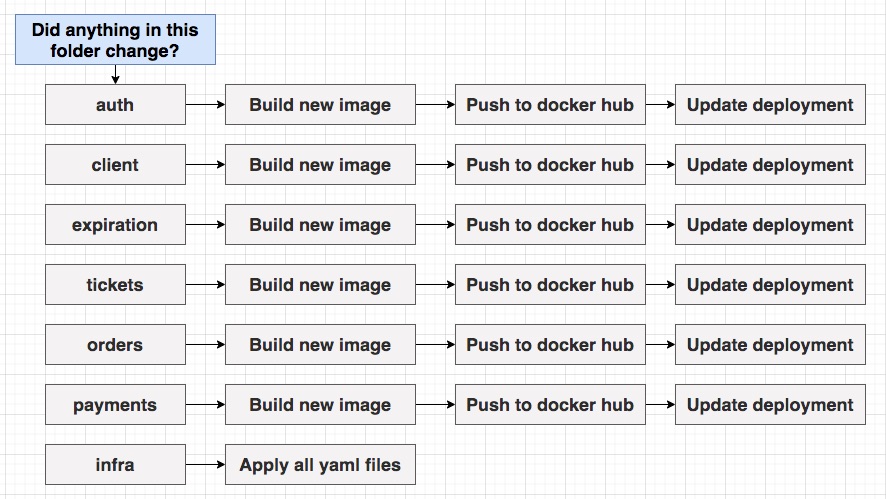 Did anything in this
folder change?
auth
Build new image
Push to docker hub
Update deployment
client
Build new image
Push to docker hub
Update deployment
expiration
Build new image
Push to docker hub
Update deployment
tickets
Build new image
Push to docker hub
Update deployment
orders
Build new image
Push to docker hub
Update deployment
payments
Build new image
Push to docker hub
Update deployment
infra
Apply all yaml files